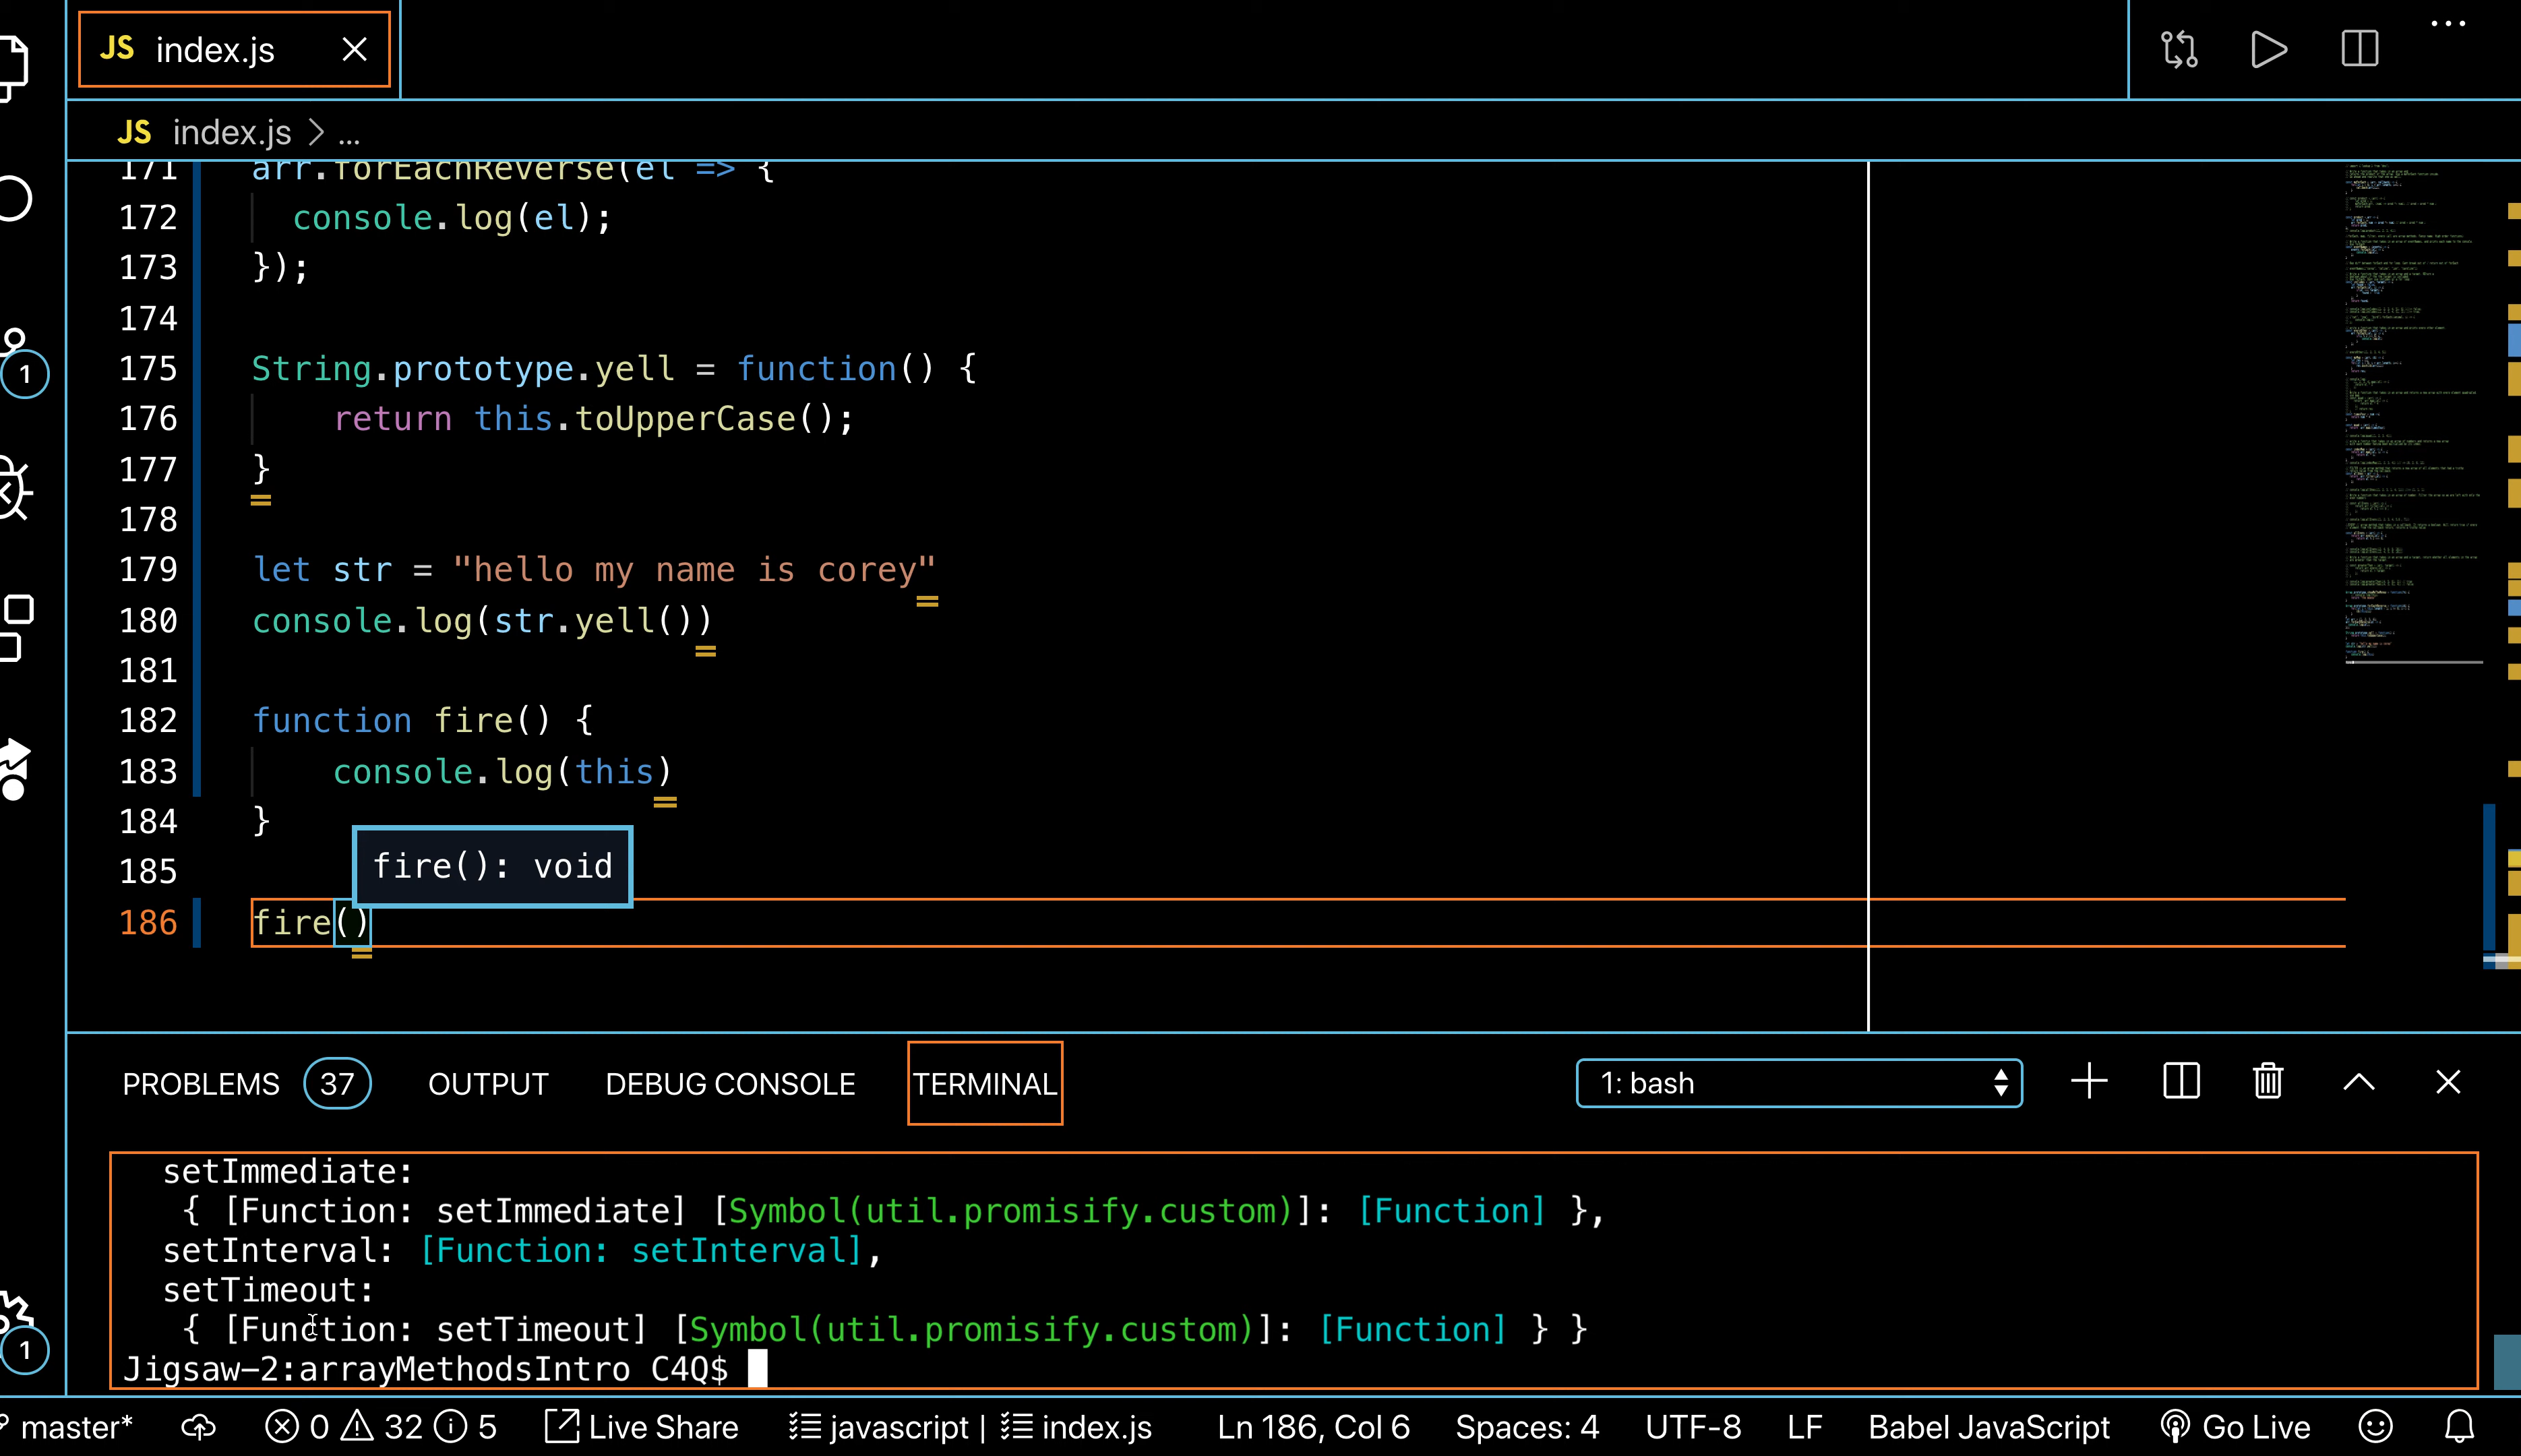 JS index.js
JS index.js > ...
171 arr.forEachReverse(el => {
172 console.log(el);
173 });
174
175 String.prototype.yell = function() {
176 return this.toUpperCase();
177 }
178
179 let str = "hello my name is corey"
180 console.log(str.yell())
181
182 function fire() {
183 console.log(this)
184 }
185
fire(): void
186 fire()
1
PROBLEMS 37 OUTPUT DEBUG CONSOLE TERMINAL 1: bash
setImmediate:
{ [Function: setImmediate] [Symbol(util.promisify.custom)]: [Function] },
setInterval: [Function: setInterval],
setTimeout:
{ [Function: setTimeout] [Symbol(util.promisify.custom)]: [Function] } }
Jigsaw-2:arrayMethodsIntro C4Q$
1
master* 0 32 5 Live Share javascript | index.js Ln 186, Col 6 Spaces: 4 UTF-8 LF Babel JavaScript Go Live